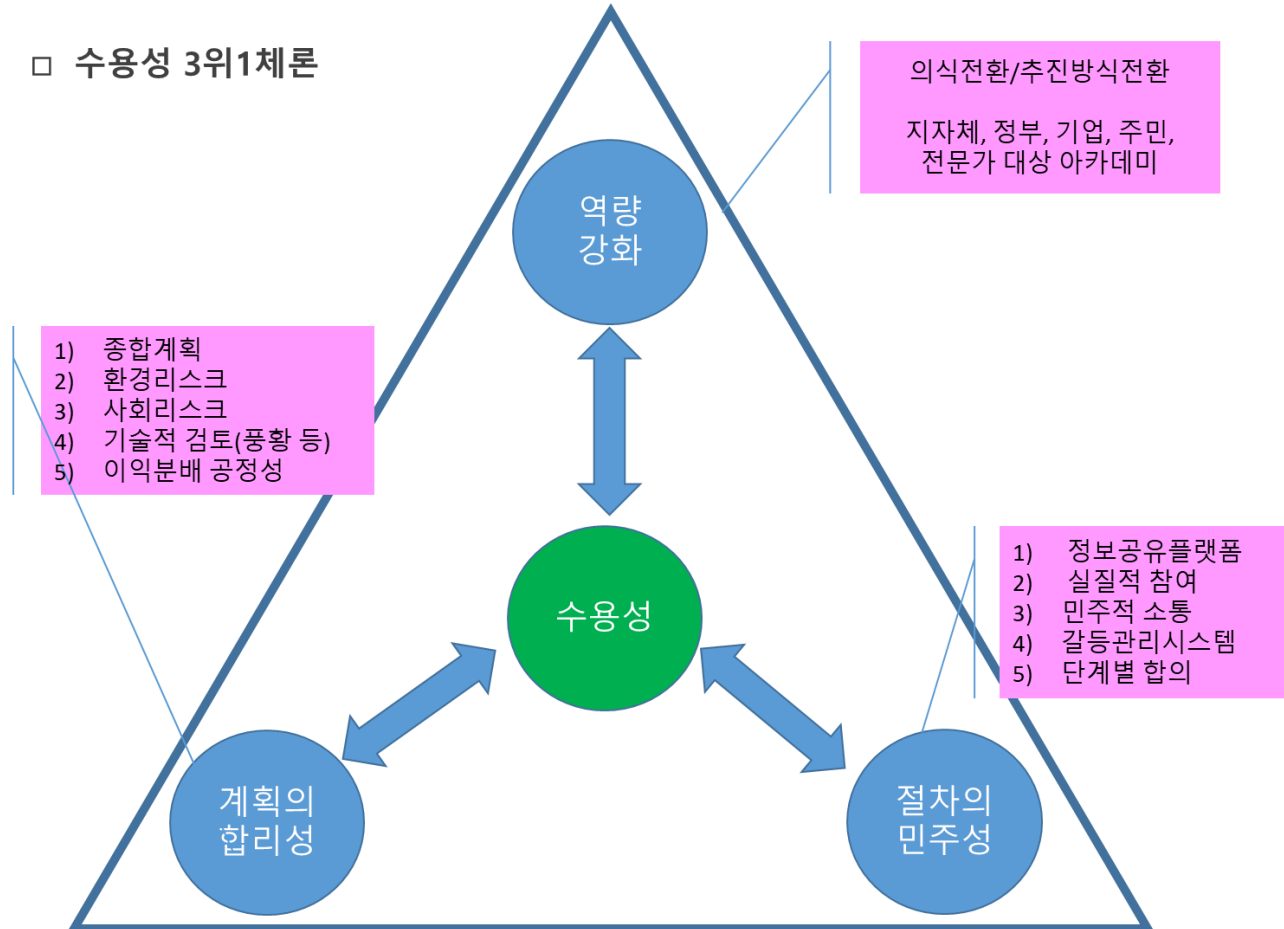 □ 수용성 3위1체론
의식전환/추진방식전환
지자체, 정부, 기업, 주민,
전문가 대상 아카데미
역량
강화
1) 종합계획
2) 환경리스크
3) 사회리스크
4) 기술적 검토(풍황 등)
5) 이익분배 공정성
수용성
1) 정보공유플랫폼
2) 실질적 참여
3) 민주적 소통
4) 갈등관리시스템
5) 단계별 합의
계획의
합리성
절차의
민주성